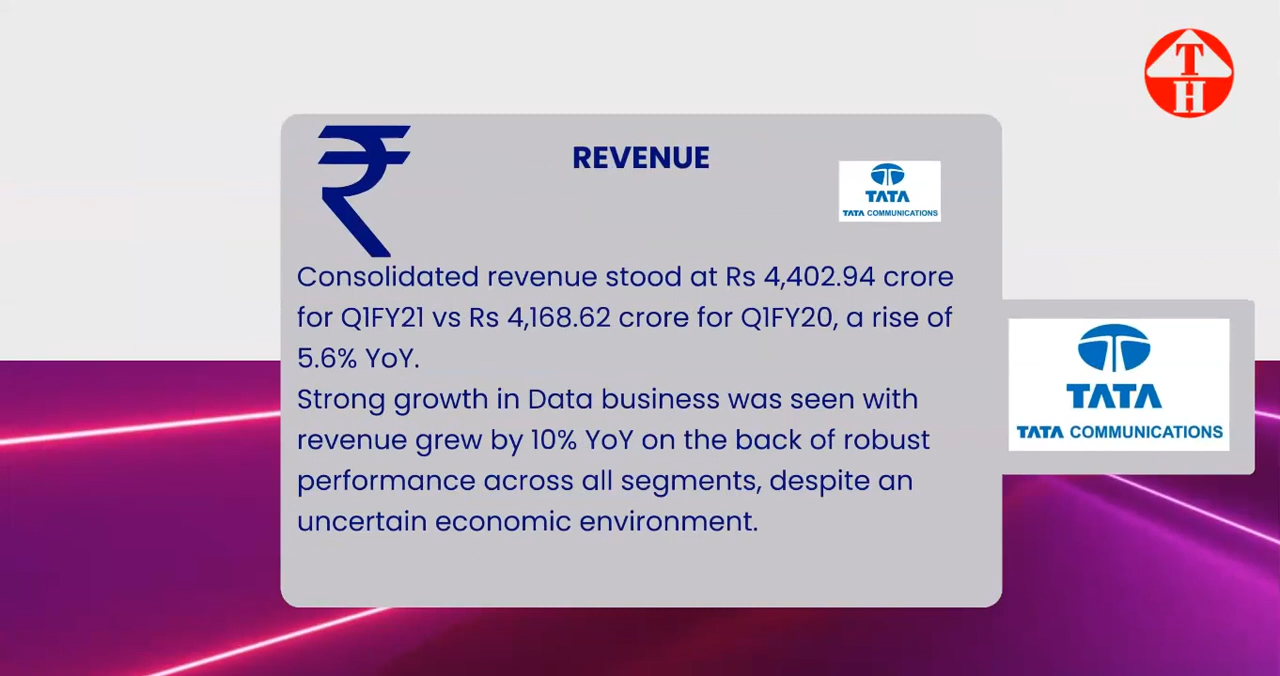 T
H
₹
REVENUE
TATA
TATA COMMUNICATIONS
Consolidated revenue stood at Rs 4,402.94 crore
for Q1FY21 vs Rs 4,168.62 crore for Q1FY20, a rise of
5.6% YoY.
Strong growth in Data business was seen with
revenue grew by 10% YoY on the back of robust
performance across all segments, despite an
uncertain economic environment.
TATA
TATA COMMUNICATIONS